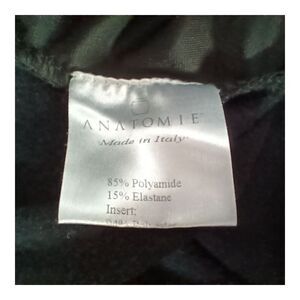 ANATOMIE
Made in Italy
85% Polyamide
15% Elastane
Insert: